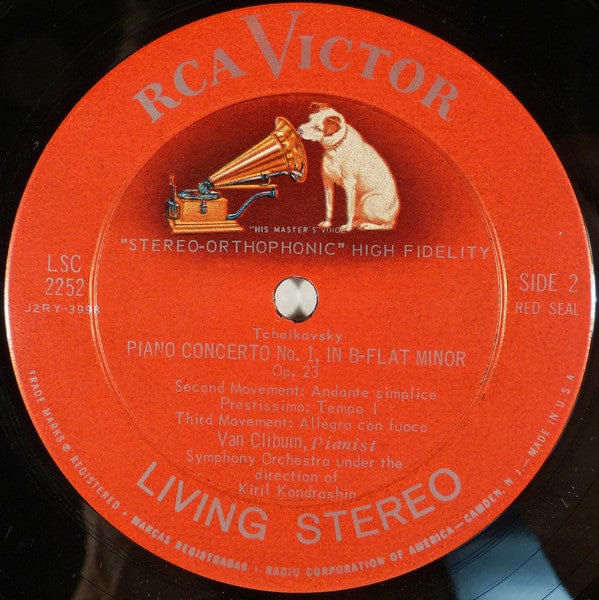 RCA VICTOR
"HIS MASTER'S VOICE"
"STEREO-ORTHOPHONIC" HIGH FIDELITY
LSC
2252
J2RY-3996
SIDE 2
RED SEAL
Tchaikovsky
PIANO CONCERTO No. 1, IN B-FLAT MINOR
Op. 23
Second Movement: Andante simplice
Prestissimo; Tempo I
Third Movement: Allegro con fuoco
Van Cliburn, Pianist
Symphony Orchestra under the
direction of
Kiril Kondrashin
LIVING STEREO
TRADE MARKS ® REGISTERED • MARCAS REGISTRADAS • RADIO CORPORATION OF AMERICA—CAMDEN, N. J.—MADE IN U.S.A.